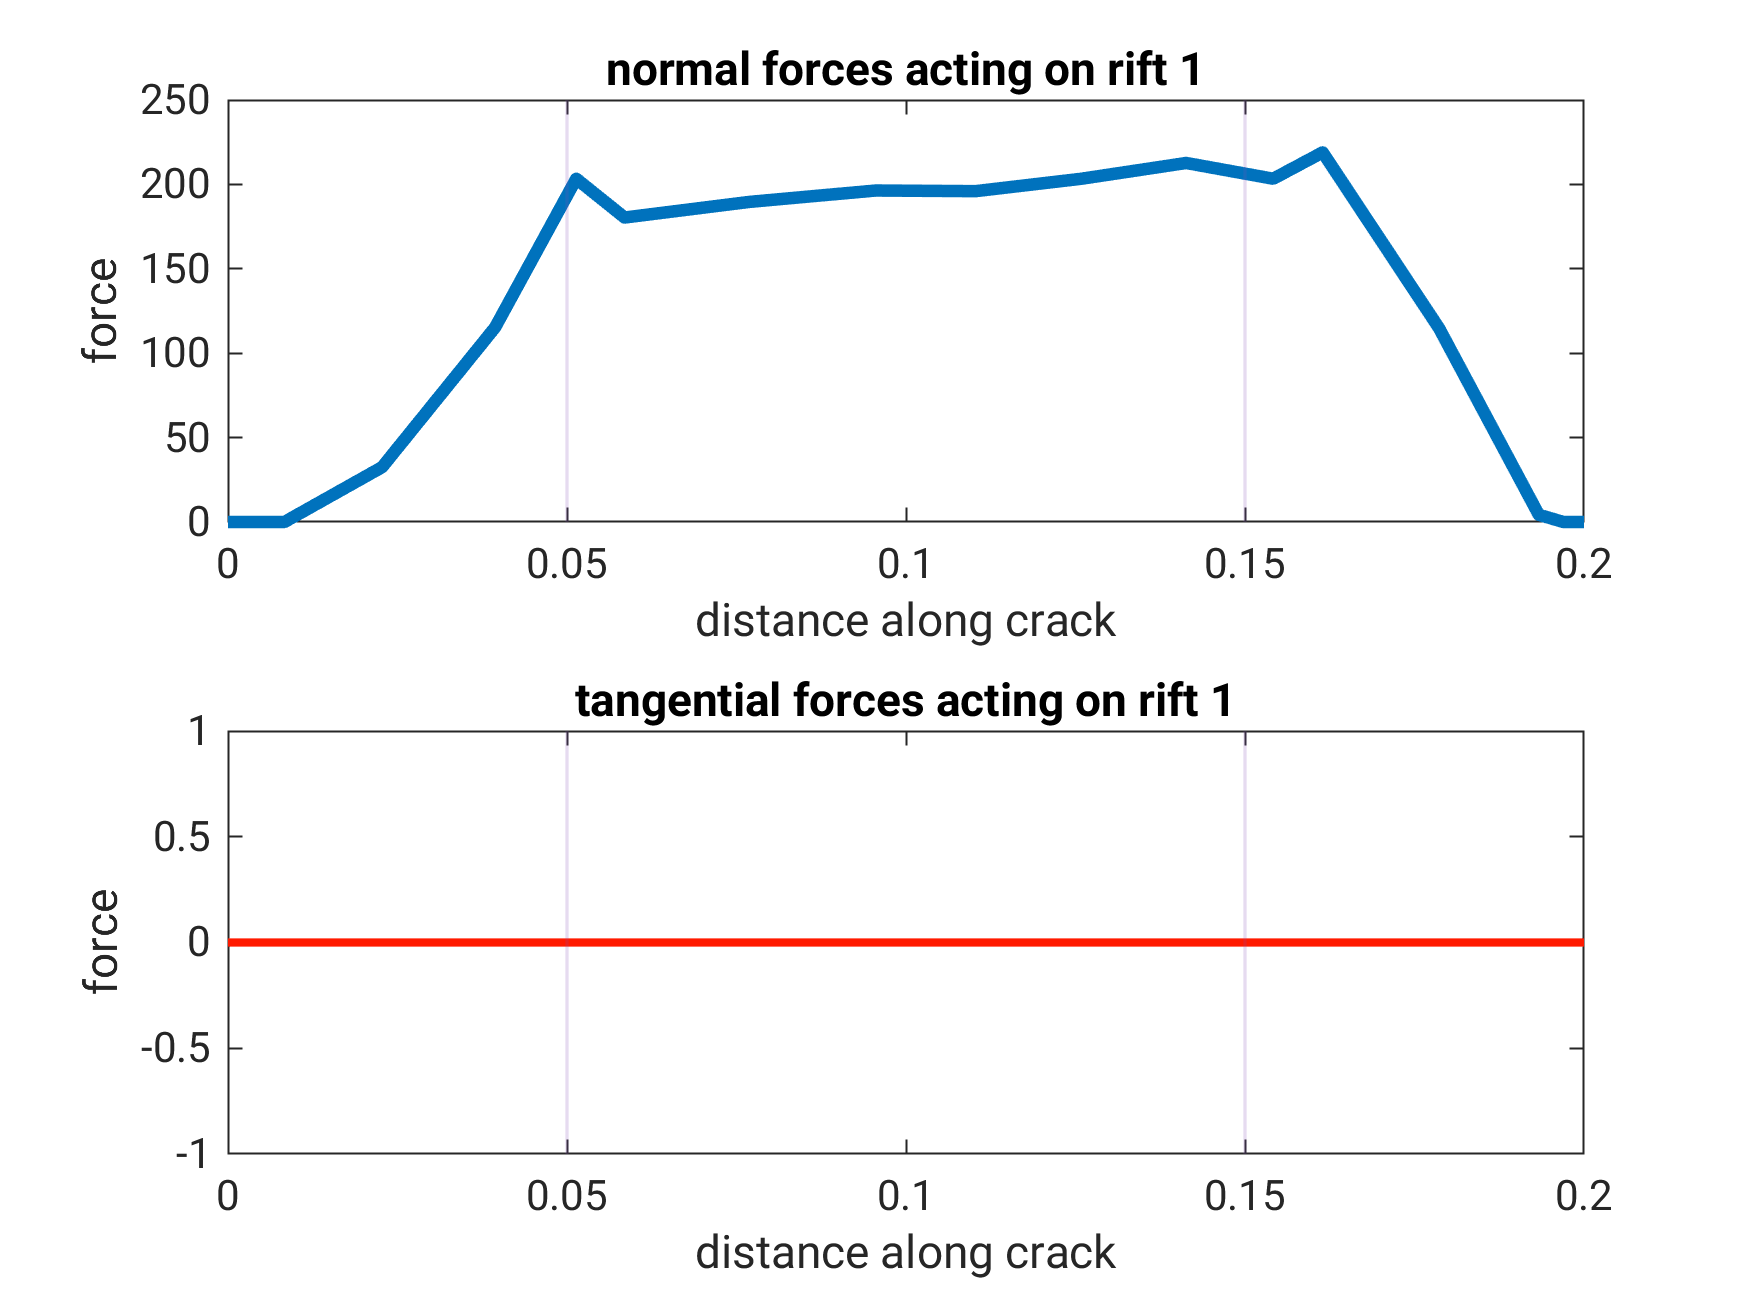 normal forces acting on rift 1
250
200
150
100
50
0
force
0 0.05 0.1 0.15 0.2
distance along crack
tangential forces acting on rift 1
1
0.5
0
-0.5
-1
force
0 0.05 0.1 0.15 0.2
distance along crack